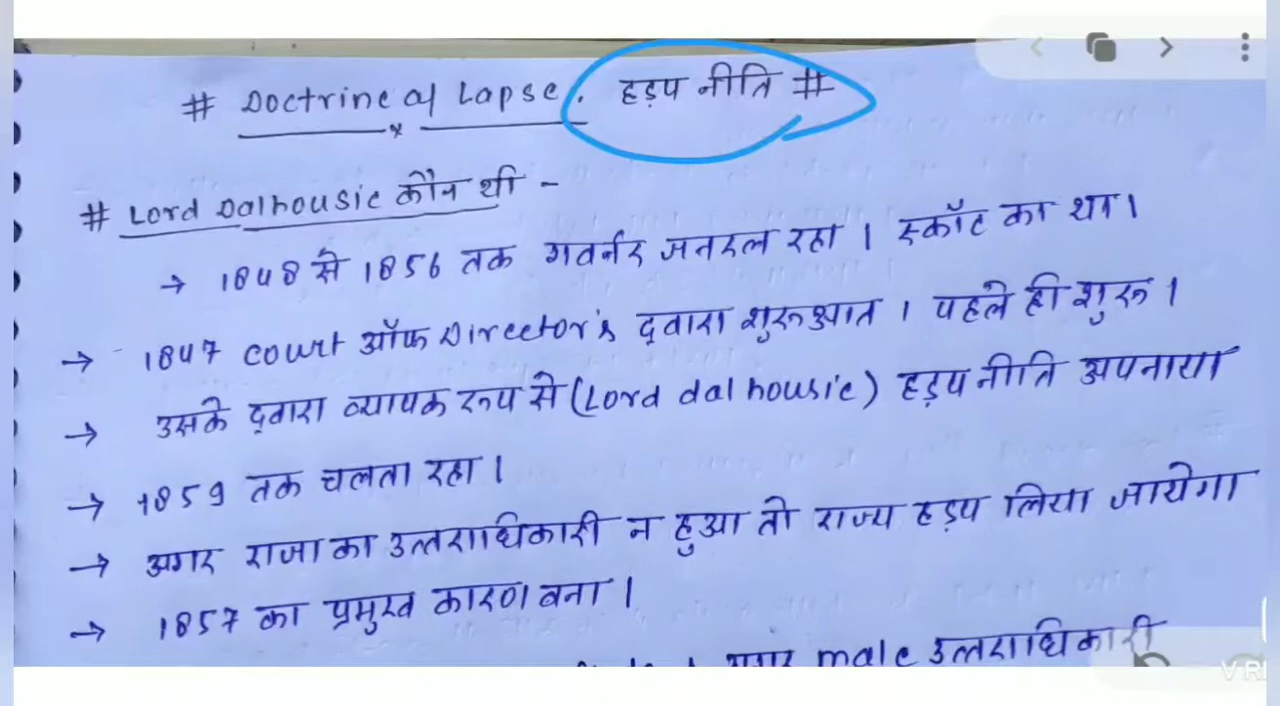 # Doctrine of Lapse. हड़प नीति #
# Lord Dalhousie कौन थी -
→ 1848 से 1856 तक गवर्नर जनरल रहा । स्कॉट का था ।
→ 1847 court ऑफ Director's द्वारा शुरूआत । पहले ही शुरू ।
→ उसके द्वारा व्यापक रूप से (Lord dalhousie) हड़प नीति अपनाया
→ 1859 तक चलता रहा ।
→ अगर राजा का उत्तराधिकारी न हुआ तो राज्य हड़प लिया जायेगा
→ 1857 का प्रमुख कारण बना ।
अगर male उत्तराधिकारी